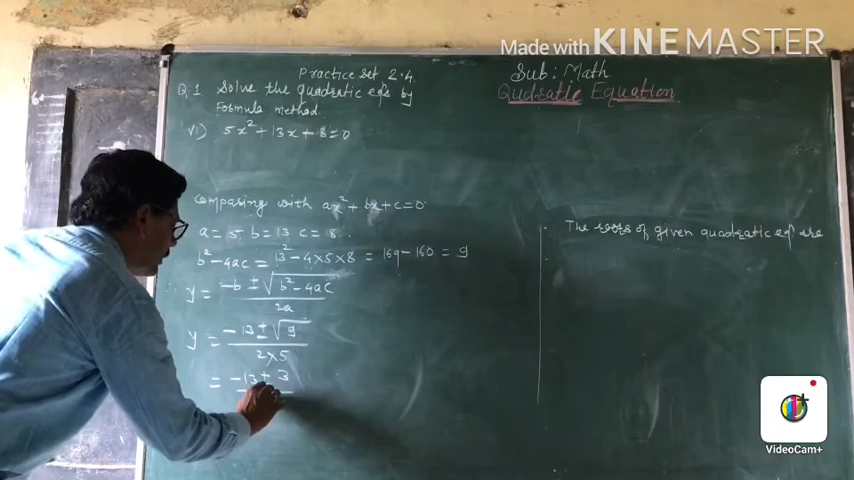 Made with KINEMASTER
Practice Set 2.4.
Sub: Math
Qudratic Equation
Q.1 Solve the quadratic eqns by
Formula method.
vi) 5x² + 13x + 8 = 0
Comparing with ax² + bx + c = 0.
a = 5 b = 13 c = 8.
b² - 4ac = 13² - 4×5×8 = 169 - 160 = 9
y = -b ± √b² - 4ac / 2a
y = -13 ± √9 / 2×5
= -13 ± 3
The roots of given quadratic eqn are
VideoCam+